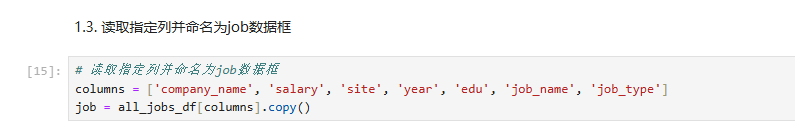 1.3. 读取指定列并命名为job数据框
[15]: # 读取指定列并命名为job数据框
columns = ['company_name', 'salary', 'site', 'year', 'edu', 'job_name', 'job_type']
job = all_jobs_df[columns].copy()